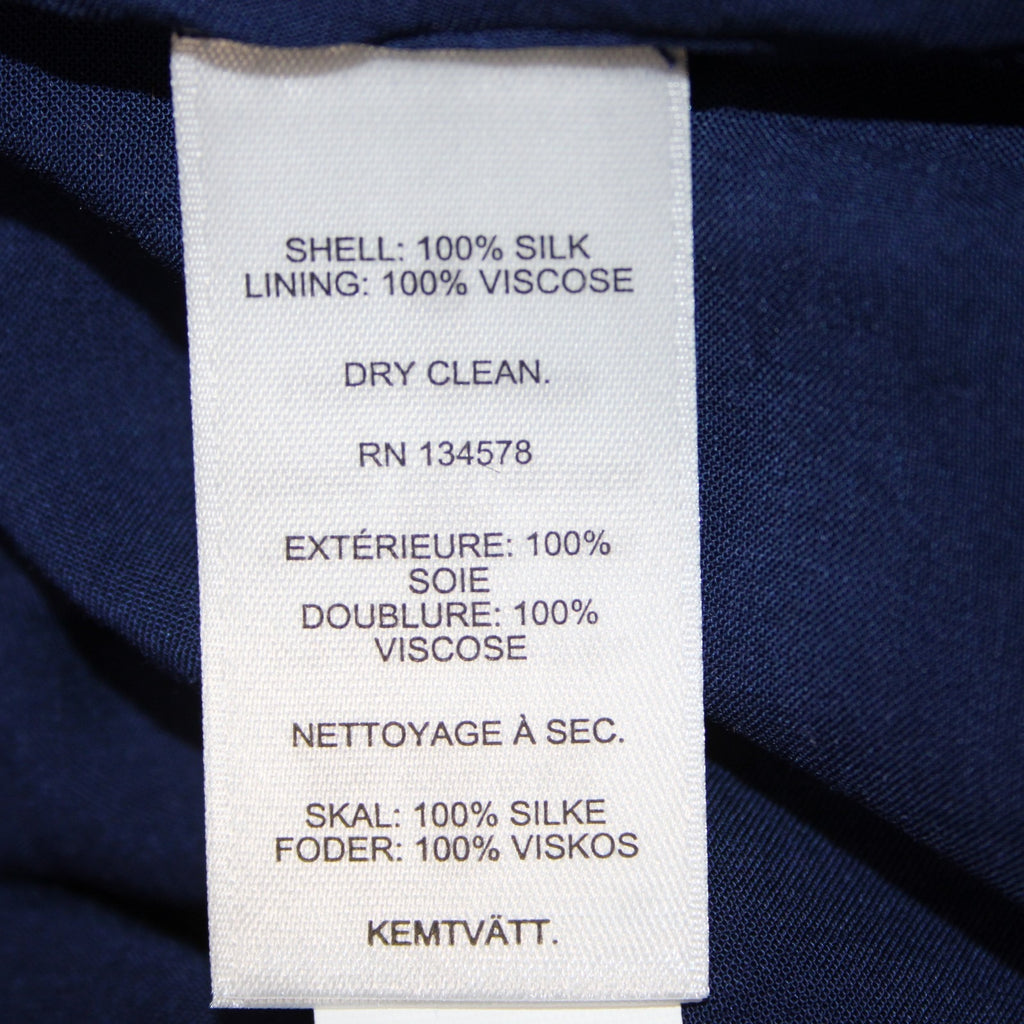 SHELL: 100% SILK
LINING: 100% VISCOSE
DRY CLEAN.
RN 134578
EXTÉRIEURE: 100%
SOIE
DOUBLURE: 100%
VISCOSE
NETTOYAGE À SEC.
SKAL: 100% SILKE
FODER: 100% VISKOS
KEMTVÄTT.